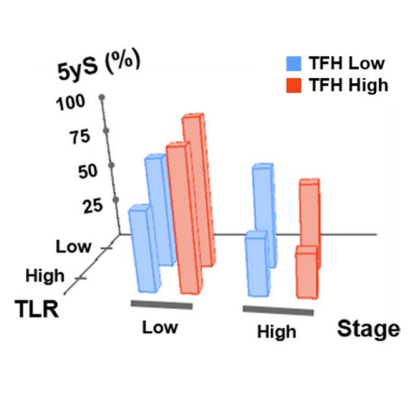 5yS (%)
TFH Low
TFH High
100
75
50
25
Low
High
TLR
Low
High
Stage